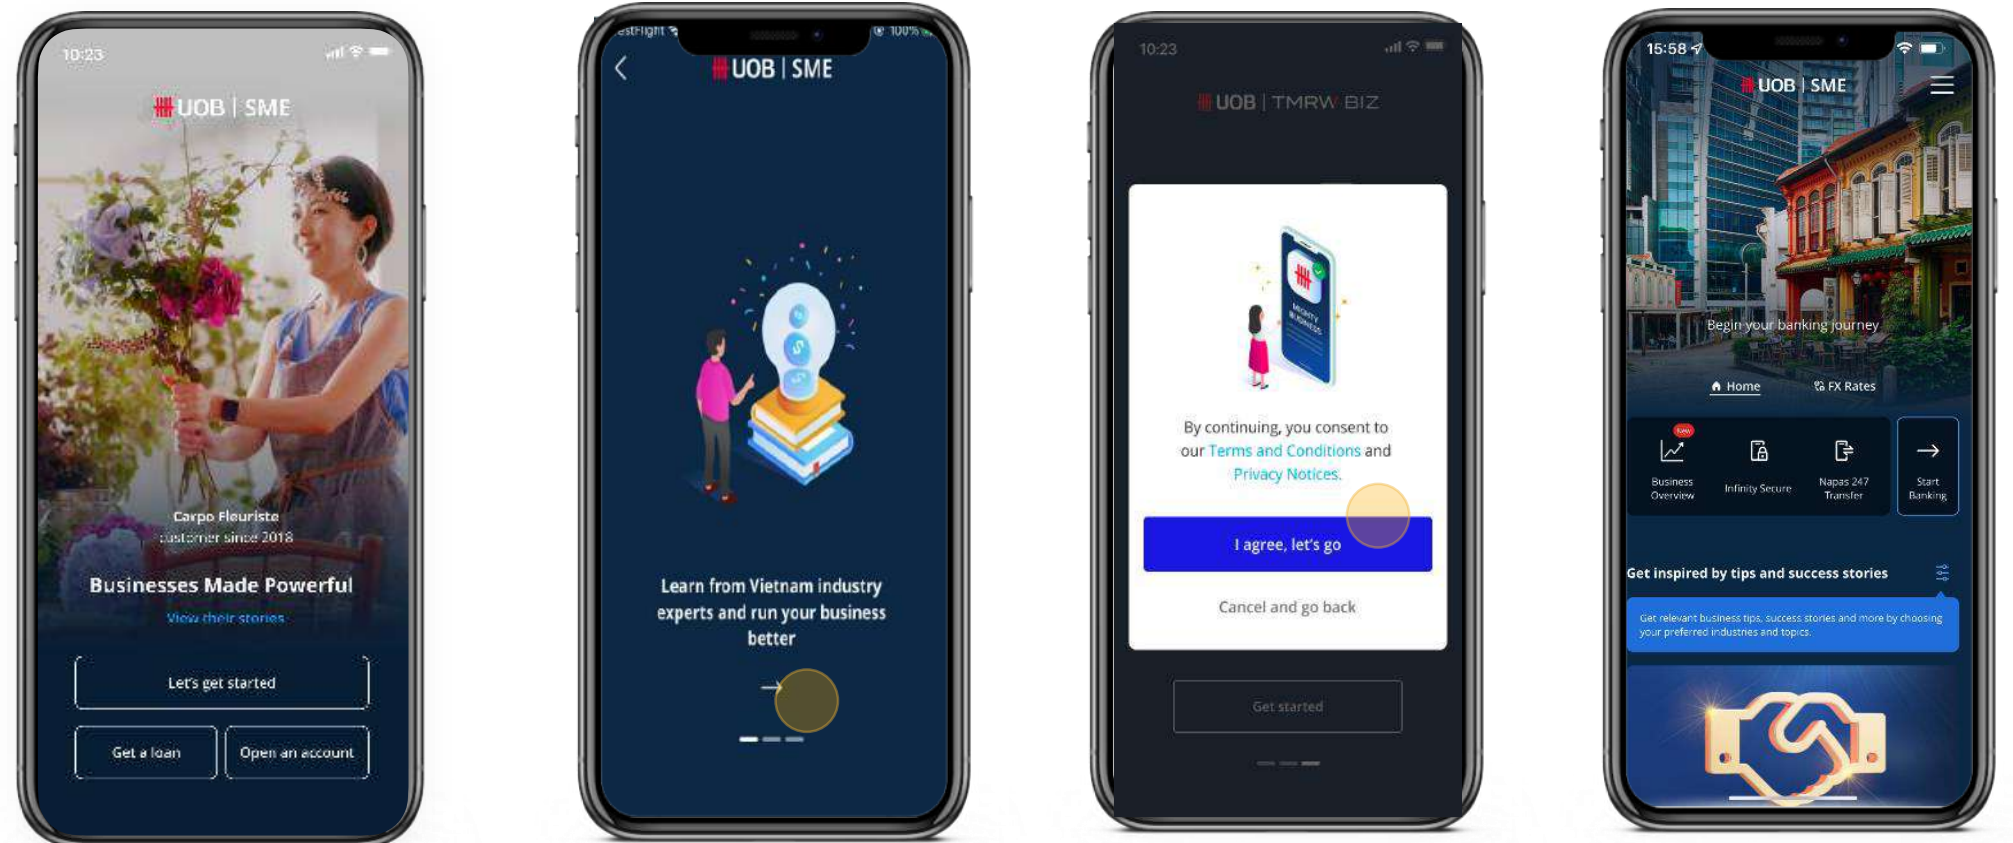 10:23
UOB | SME
Carpo Fleuriste
customer since 2018
Businesses Made Powerful
View their stories
Let's get started
Get a loan
Open an account
estFlight
100%
UOB | SME
Learn from Vietnam industry
experts and run your business
better
10:23
UOB | TMRW BIZ
MIGHTY
BUSINESS
By continuing, you consent to
our Terms and Conditions and
Privacy Notices.
I agree, let's go
Cancel and go back
Get started
15:58
UOB | SME
Begin your banking journey
Home
FX Rates
New
Business
Overview
Infinity Secure
Napas 247
Transfer
Start
Banking
Get inspired by tips and success stories
Get relevant business tips, success stories and more by choosing
your preferred industries and topics.